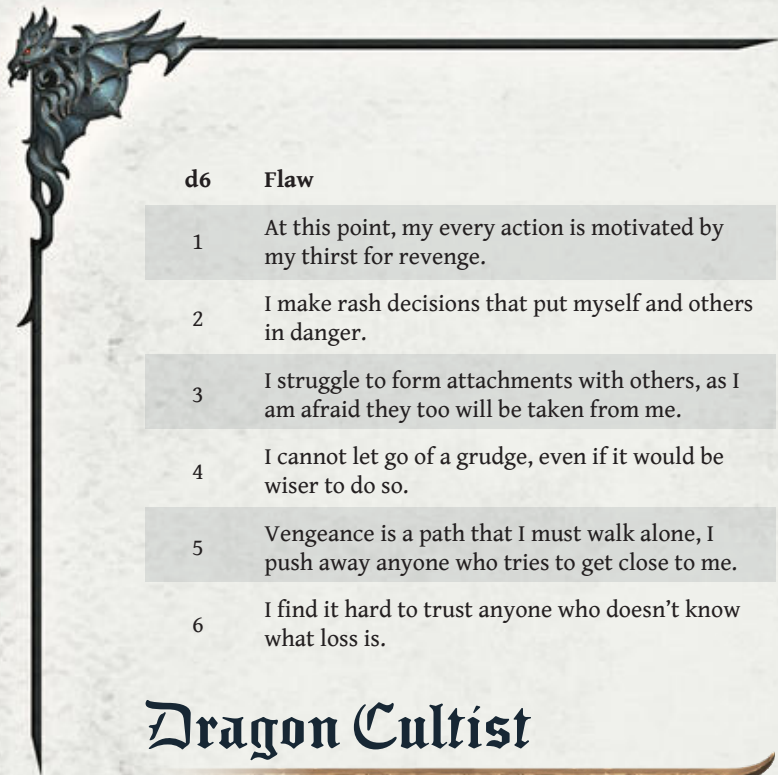 d6 Flaw
1 At this point, my every action is motivated by
my thirst for revenge.
2 I make rash decisions that put myself and others
in danger.
3 I struggle to form attachments with others, as I
am afraid they too will be taken from me.
4 I cannot let go of a grudge, even if it would be
wiser to do so.
5 Vengeance is a path that I must walk alone, I
push away anyone who tries to get close to me.
6 I find it hard to trust anyone who doesn't know
what loss is.
Dragon Cultist